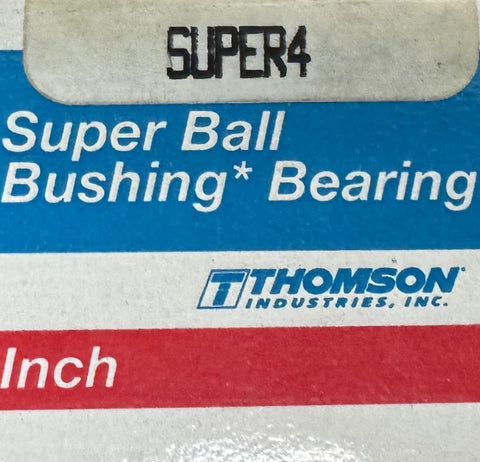 SUPER4
Super Ball
Bushing* Bearing
T THOMSON
INDUSTRIES, INC.
Inch